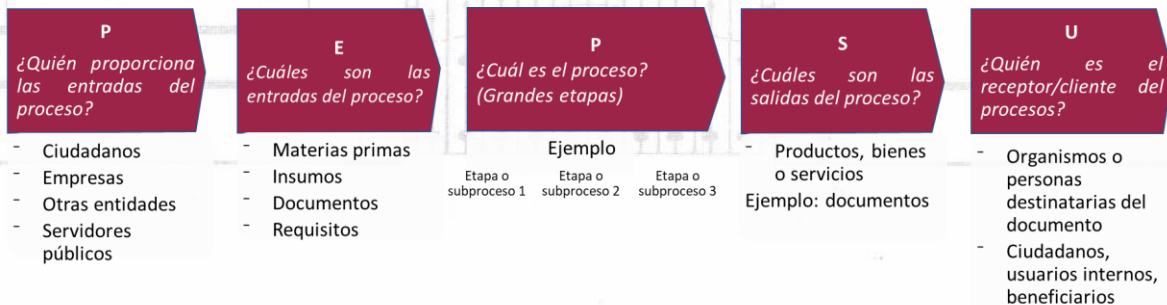 P
¿Quién proporciona
las entradas del
proceso?
- Ciudadanos
- Empresas
- Otras entidades
- Servidores
públicos
E
¿Cuáles son las
entradas del proceso?
- Materias primas
- Insumos
- Documentos
- Requisitos
P
¿Cuál es el proceso?
(Grandes etapas)
Ejemplo
Etapa o
subproceso 1
Etapa o
subproceso 2
Etapa o
subproceso 3
S
¿Cuáles son las
salidas del proceso?
- Productos, bienes
o servicios
Ejemplo: documentos
U
¿Quién es el
receptor/cliente del
procesos?
- Organismos o
personas
destinatarias del
documento
- Ciudadanos,
usuarios internos,
beneficiarios